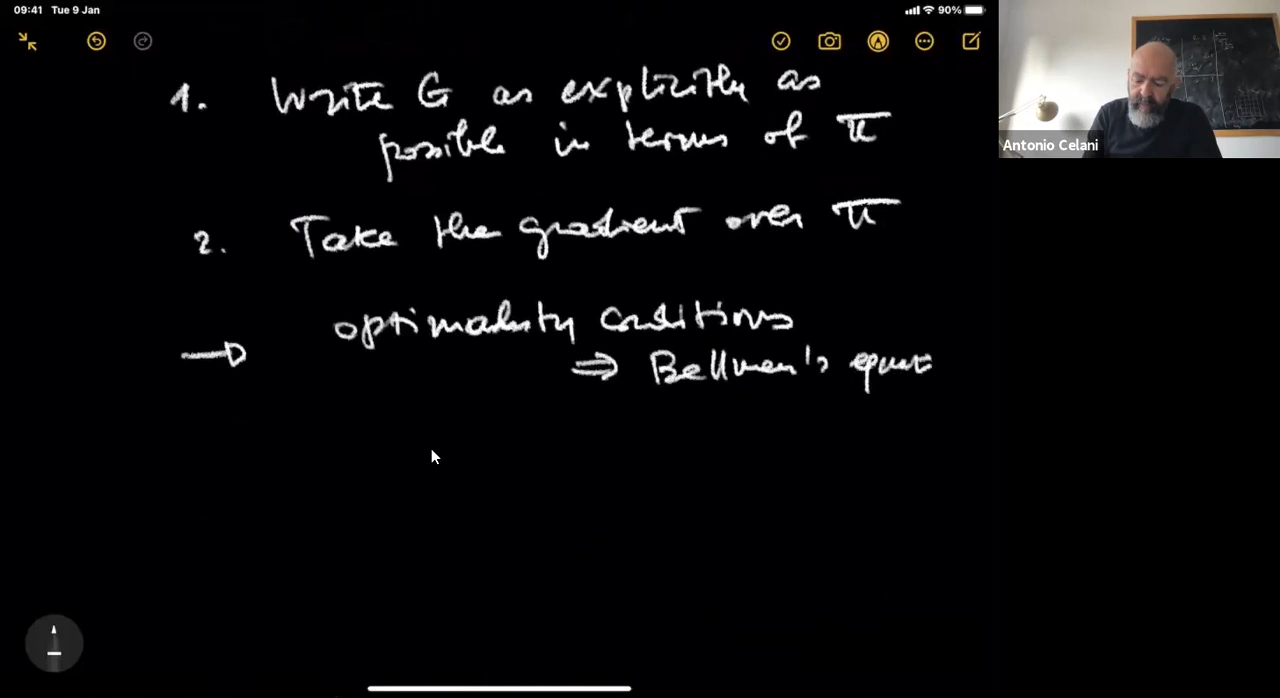 09:41 Tue 9 Jan
90%
1. Write G as explicitly as
possible in terms of π
2. Take the gradient over π
→ optimality conditions
⇒ Bellman's equat
Antonio Celani